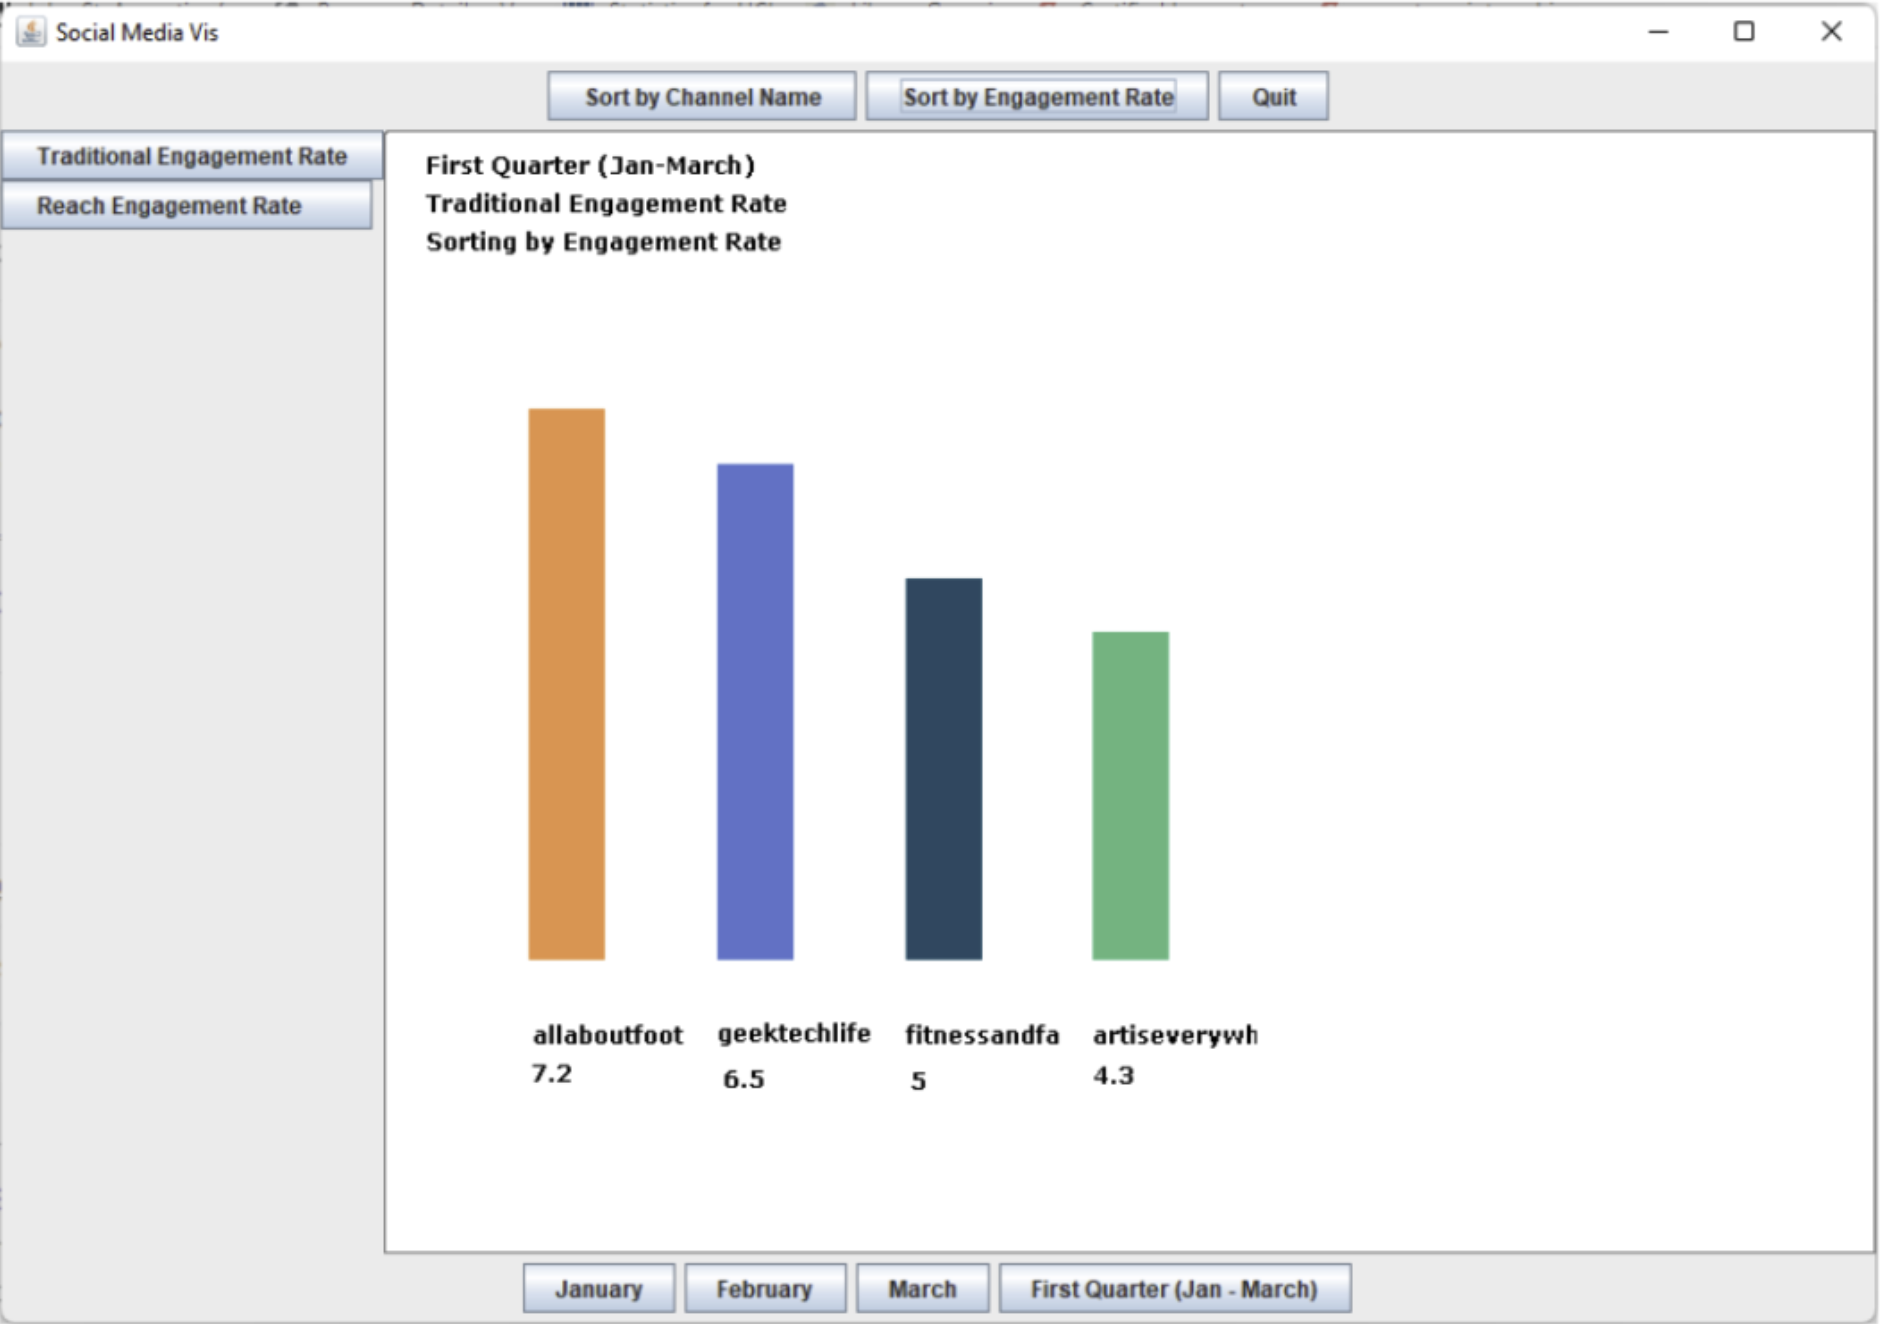 Social Media Vis
Sort by Channel Name Sort by Engagement Rate Quit
Traditional Engagement Rate
Reach Engagement Rate
First Quarter (Jan-March)
Traditional Engagement Rate
Sorting by Engagement Rate
allaboutfoot geektechlife fitnessandfa artiseverywh
7.2 6.5 5 4.3
January February March First Quarter (Jan - March)